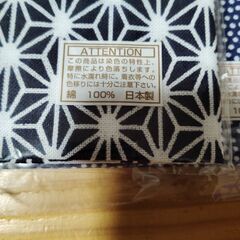 ATTENTION
この商品は染色の特性上、
摩擦により色落ちします。
特に水濡れ時に、着衣等への
色移りには十分ご注意下さい。
綿 100% 日本製